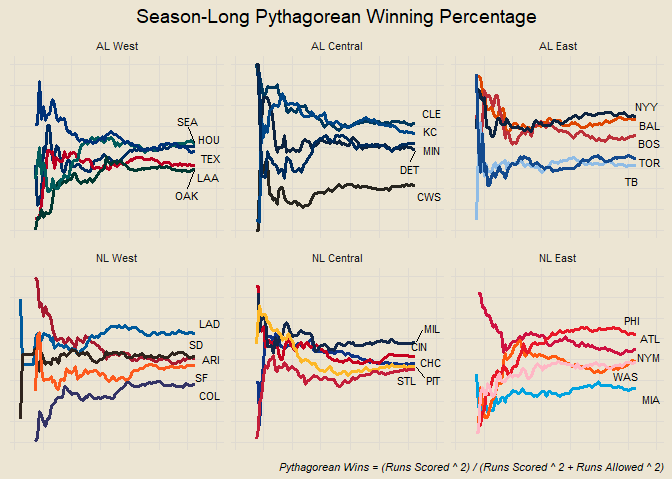 Season-Long Pythagorean Winning Percentage
AL West
AL Central
AL East
SEA
HOU
TEX
LAA
OAK
CLE
KC
MIN
DET
CWS
NYY
BAL
BOS
TOR
TB
NL West
NL Central
NL East
LAD
SD
ARI
SF
COL
MIL
CIN
CHC
STL
PIT
PHI
ATL
NYM
WAS
MIA
Pythagorean Wins = (Runs Scored ^ 2) / (Runs Scored ^ 2 + Runs Allowed ^ 2)